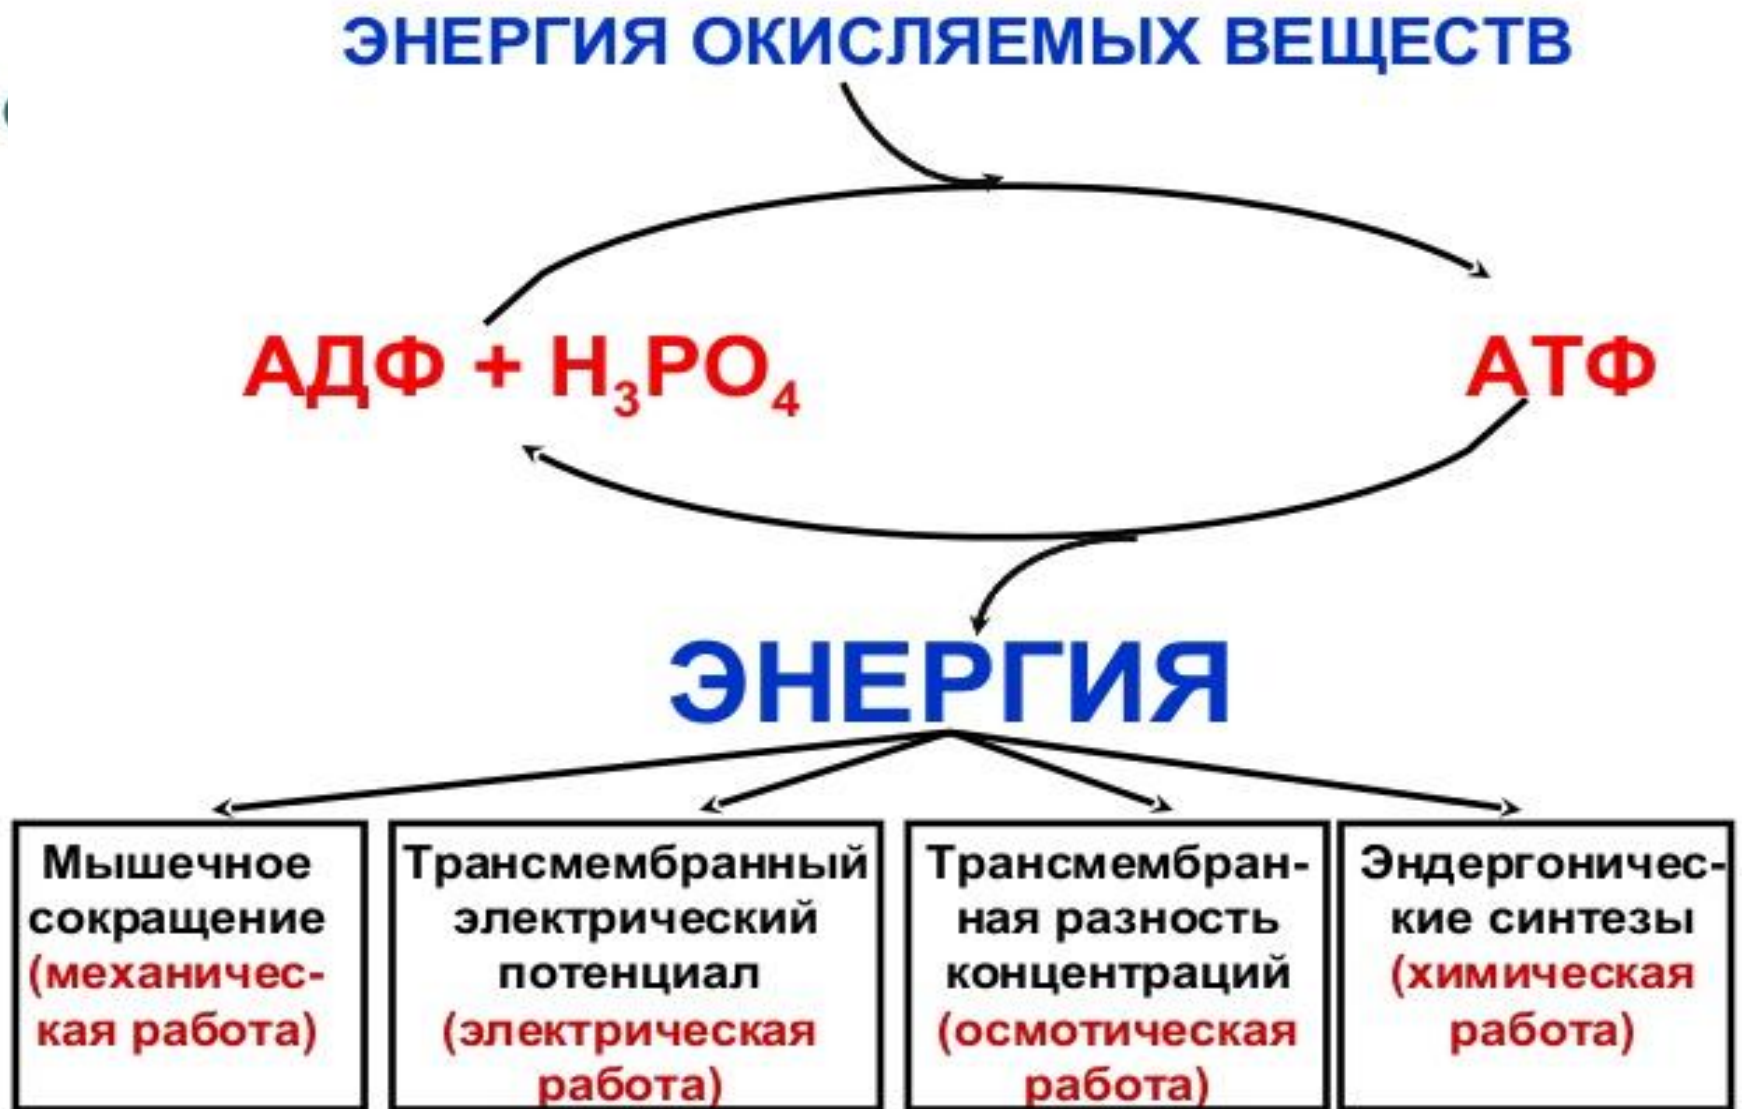 ЭНЕРГИЯ ОКИСЛЯЕМЫХ ВЕЩЕСТВ
АДФ + H₃PO₄
АТФ
ЭНЕРГИЯ
Мышечное
сокращение
(механичес-
кая работа)
Трансмембранный
электрический
потенциал
(электрическая
работа)
Трансмембран-
ная разность
концентраций
(осмотическая
работа)
Эндергоничес-
кие синтезы
(химическая
работа)